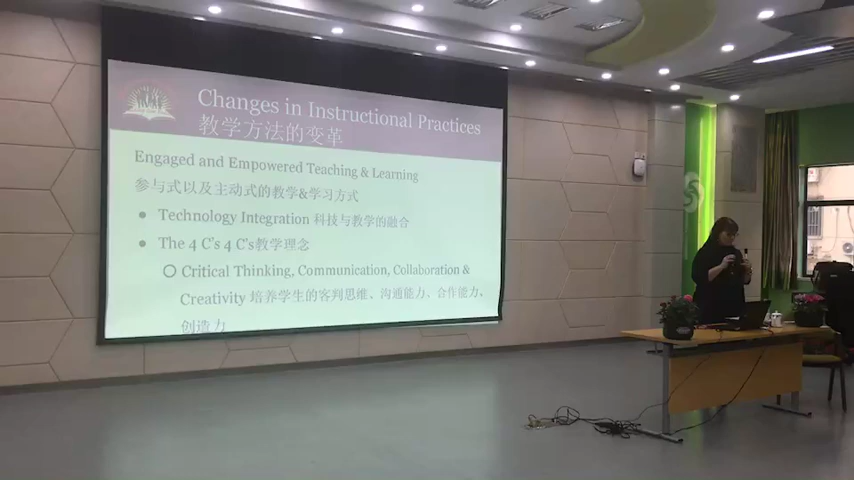 Changes in Instructional Practices
教学方法的变革
Engaged and Empowered Teaching & Learning
参与式以及主动式的教学&学习方式
● Technology Integration 科技与教学的融合
● The 4 C's 4 C's教学理念
○ Critical Thinking, Communication, Collaboration &
Creativity 培养学生的客判思维、沟通能力、合作能力,
创造力